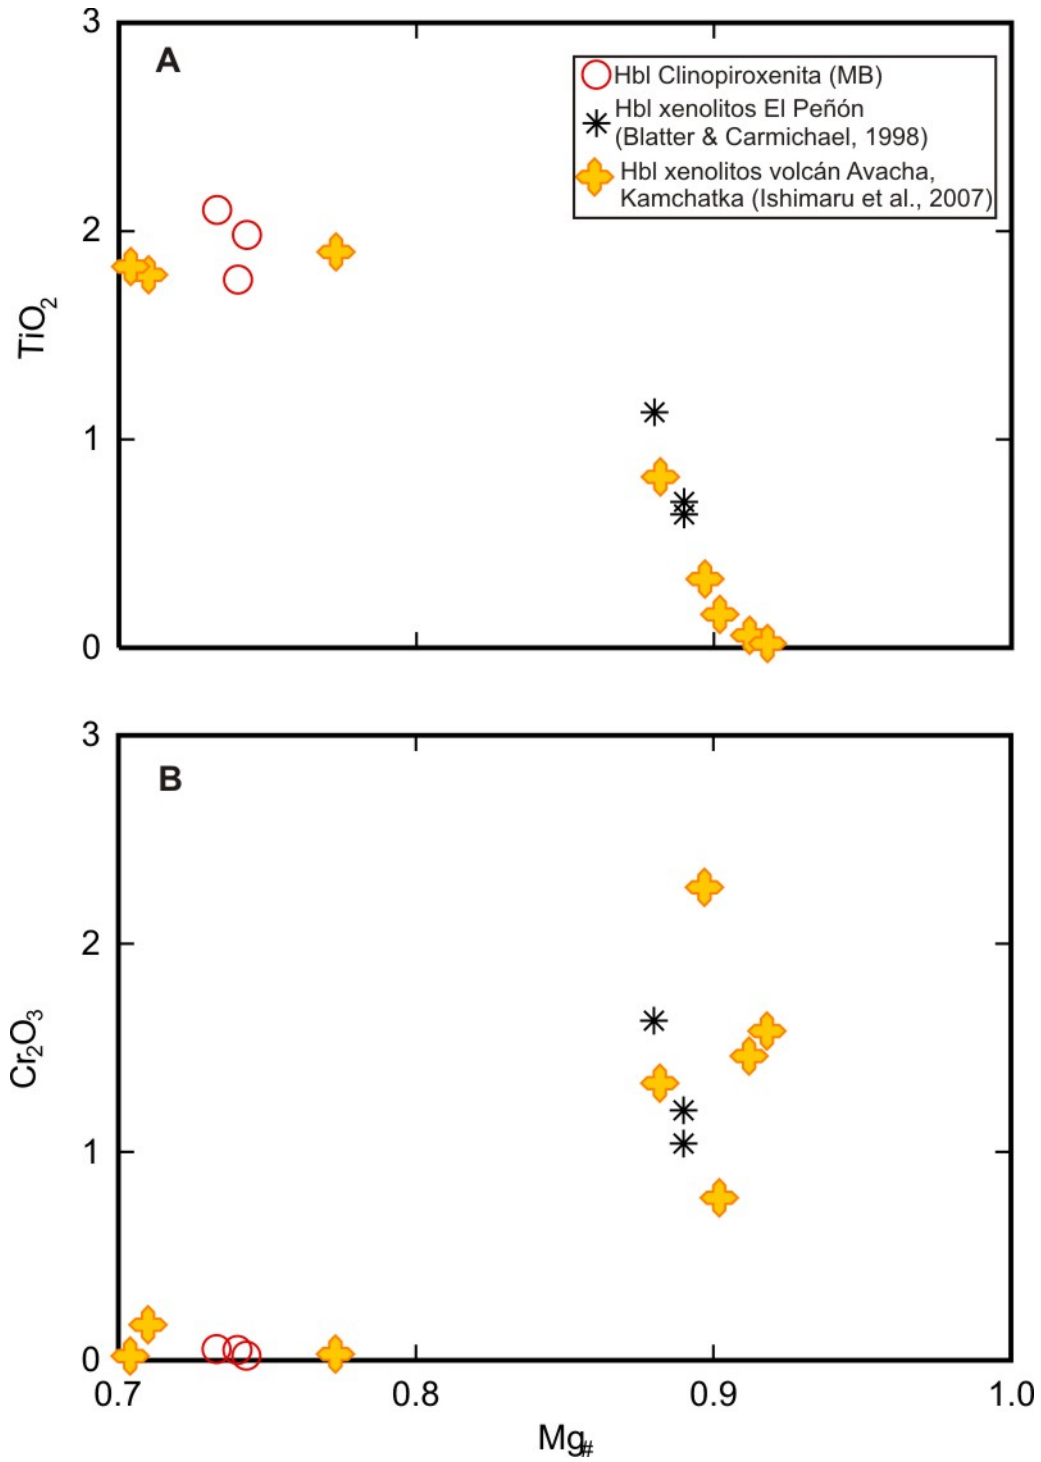 3
A
Hbl Clinopiroxenita (MB)
Hbl xenolitos El Peñón
(Blatter & Carmichael, 1998)
Hbl xenolitos volcán Avacha,
Kamchatka (Ishimaru et al., 2007)
2
TiO2
1
0
3
B
2
Cr2O3
1
0
0.7 0.8 0.9 1.0
Mg#